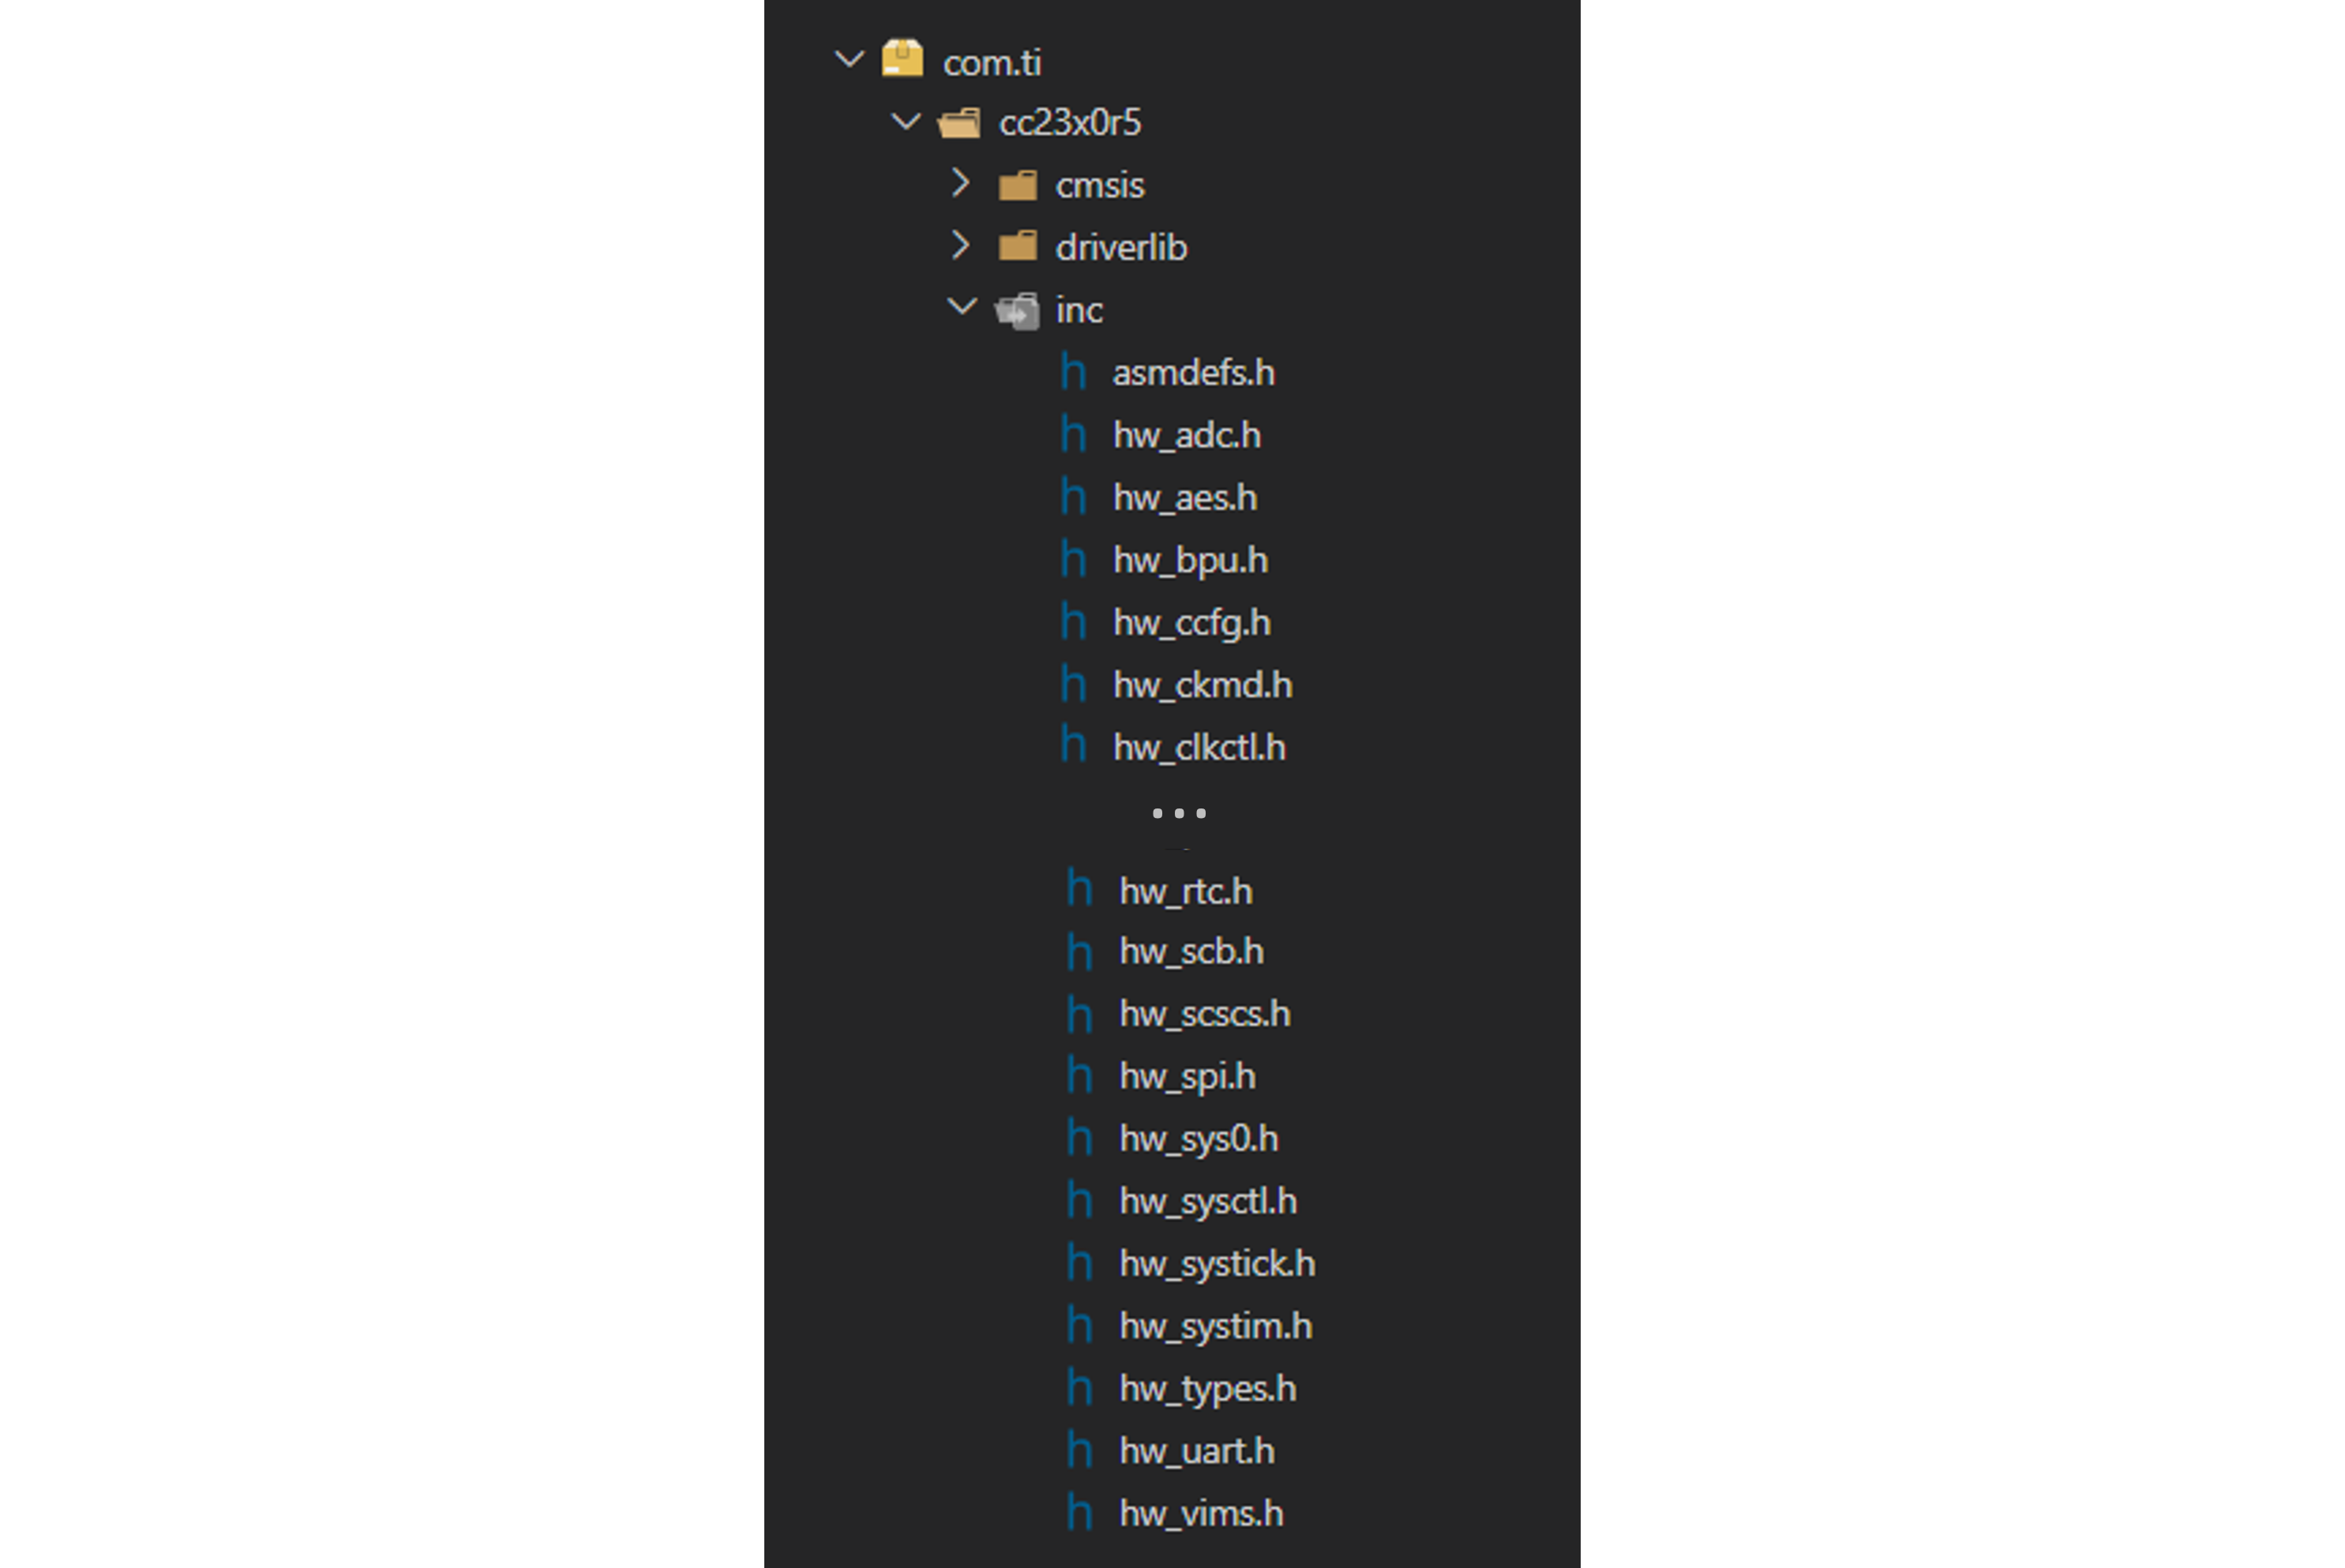 com.ti
cc23x0r5
cmsis
driverlib
inc
h asmdefs.h
h hw_adc.h
h hw_aes.h
h hw_bpu.h
h hw_ccfg.h
h hw_ckmd.h
h hw_clkctl.h
...
h hw_rtc.h
h hw_scb.h
h hw_scscs.h
h hw_spi.h
h hw_sys0.h
h hw_sysctl.h
h hw_systick.h
h hw_systim.h
h hw_types.h
h hw_uart.h
h hw_vims.h